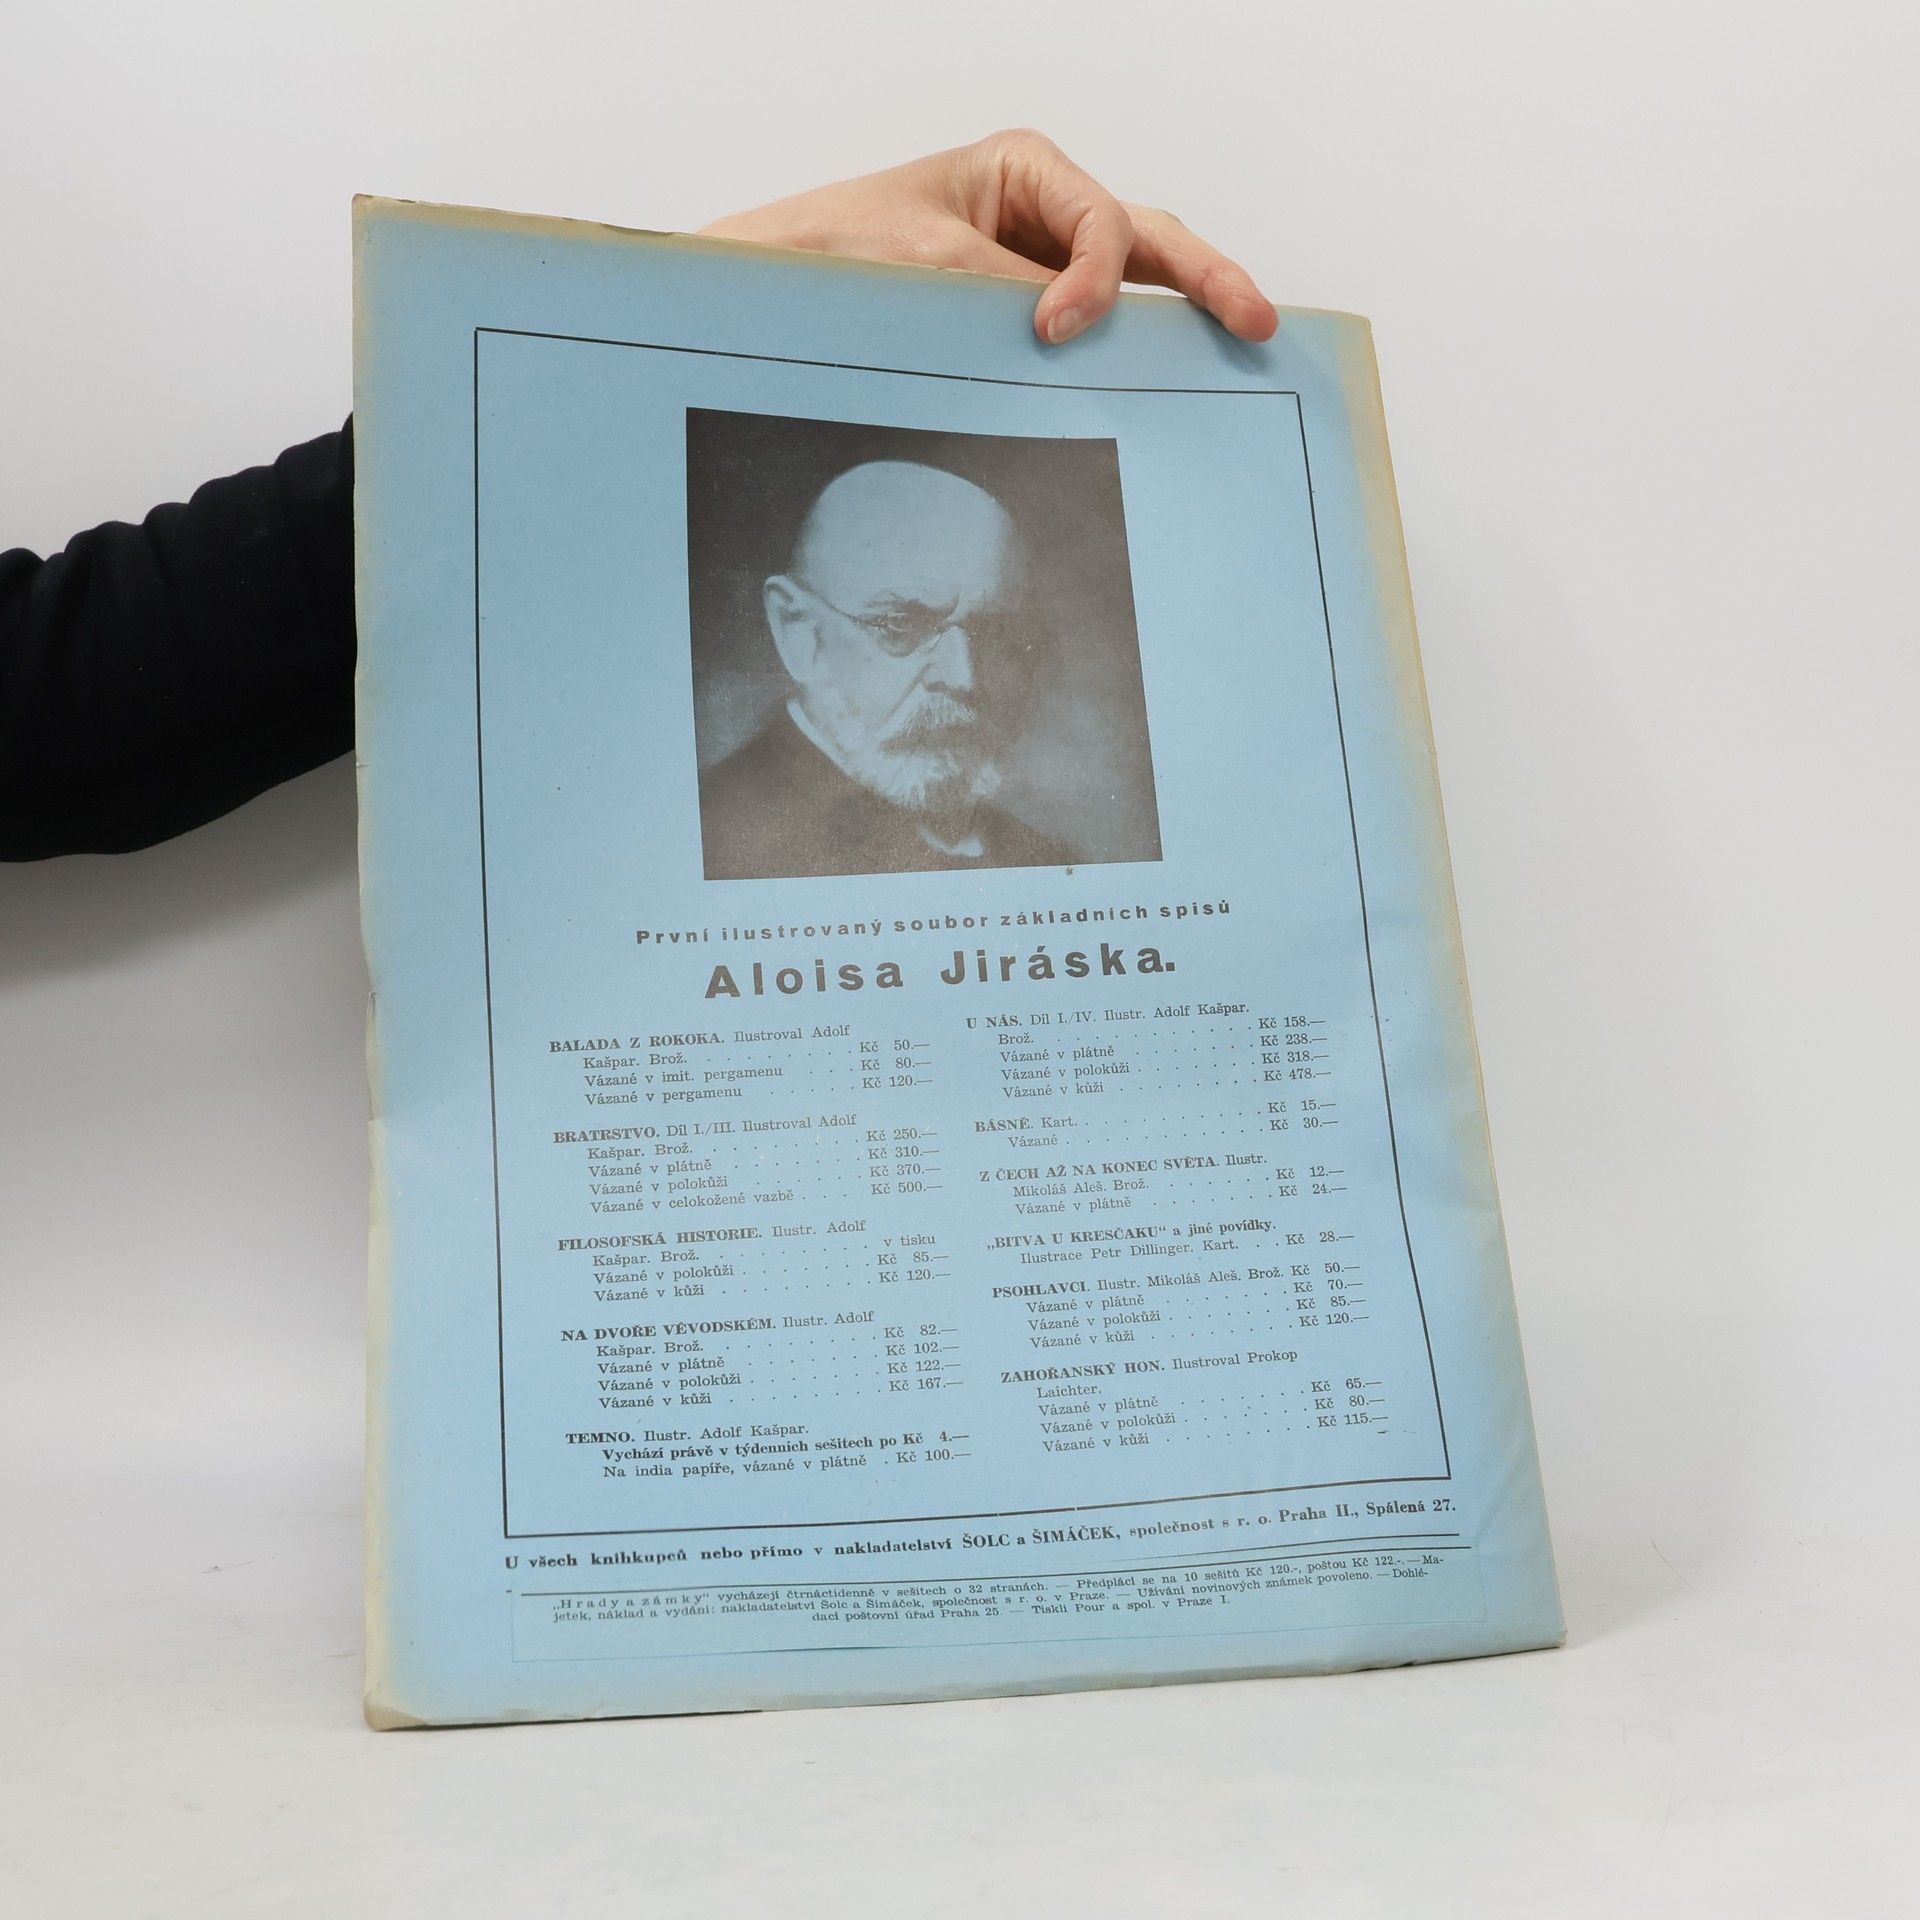 První ilustrovaný soubor základních spisů
Aloisa Jiráska.
BALADA Z ROKOKA. Ilustroval Adolf
Kašpar. Brož. . . . . . . . . Kč 50.—
Vázané v imit. pergamenu . . . Kč 80.—
Vázané v pergamenu . . . . Kč 120.—
BRATRSTVO. Díl I./III. Ilustroval Adolf
Kašpar. Brož. . . . . . . . Kč 250.—
Vázané v plátně . . . . . . Kč 310.—
Vázané v polokůži . . . . . Kč 370.—
Vázané v celokožené vazbě . . . Kč 500.—
FILOSOFSKÁ HISTORIE. Ilustr. Adolf
Kašpar. Brož. . . . . . . . v tisku
Vázané v polokůži . . . . . . Kč 85.—
Vázané v kůži . . . . . . . Kč 120.—
NA DVOŘE VÉVODSKÉM. Ilustr. Adolf
Kašpar. Brož. . . . . . . . Kč 82.—
Vázané v plátně . . . . . . Kč 102.—
Vázané v polokůži . . . . . . Kč 122.—
Vázané v kůži . . . . . . . Kč 167.—
TEMNO. Ilustr. Adolf Kašpar.
Vychází právě v týdenních sešitech po Kč 4.—
Na india papíře, vázané v plátně . Kč 100.—
U NÁS. Díl I./IV. Ilustr. Adolf Kašpar.
Brož. . . . . . . . . . Kč 158.—
Vázané v plátně . . . . . . Kč 238.—
Vázané v polokůži . . . . . . Kč 318.—
Vázané v kůži . . . . . . . Kč 478.—
BÁSNĚ. Kart. . . . . . . . . Kč 15.—
Vázané . . . . . . . . . Kč 30.—
Z ČECH AŽ NA KONEC SVĚTA. Ilustr.
Mikoláš Aleš. Brož. . . . . . Kč 12.—
Vázané v plátně . . . . . . Kč 24.—
„BITVA U KRESČAKU“ a jiné povídky.
Ilustrace Petr Dillinger. Kart. . . Kč 28.—
PSOHLAVCI. Ilustr. Mikoláš Aleš. Brož. Kč 50.—
Vázané v plátně . . . . . . Kč 70.—
Vázané v polokůži . . . . . . Kč 85.—
Vázané v kůži . . . . . . . Kč 120.—
ZAHOŘANSKÝ HON. Ilustroval Prokop
Laichter.
Vázané v plátně . . . . . . Kč 65.—
Vázané v polokůži . . . . . . Kč 80.—
Vázané v kůži . . . . . . . Kč 115.—
U všech knihkupců nebo přímo v nakladatelství ŠOLC a ŠIMÁČEK, společnost s r. o. Praha II., Spálená 27.
„Hrady a zámky“ vycházejí čtrnáctidenně v sešitech o 32 stranách. — Předplácí se na 10 sešitů Kč 120.-, poštou Kč 122.-. — Ma-
jetek, náklad a vydání: nakladatelství Šolc a Šimáček, společnost s r. o. v Praze. — Užívání novinových známek povoleno. — Dohlé-
dací poštovní úřad Praha 25. — Tiskli Pour a spol. v Praze I.